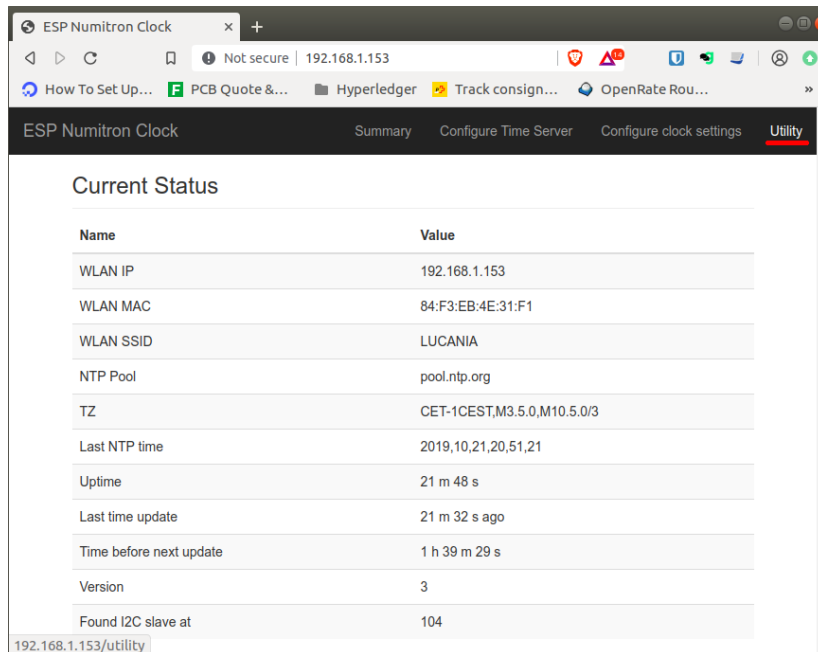 ESP Numitron Clock
Not secure 192.168.1.153 14
How To Set Up... PCB Quote &... Hyperledger Track consign... OpenRate Rou... »
ESP Numitron Clock Summary Configure Time Server Configure clock settings Utility
Current Status
Name Value
WLAN IP 192.168.1.153
WLAN MAC 84:F3:EB:4E:31:F1
WLAN SSID LUCANIA
NTP Pool pool.ntp.org
TZ CET-1CEST,M3.5.0,M10.5.0/3
Last NTP time 2019,10,21,20,51,21
Uptime 21 m 48 s
Last time update 21 m 32 s ago
Time before next update 1 h 39 m 29 s
Version 3
Found I2C slave at 104
192.168.1.153/utility